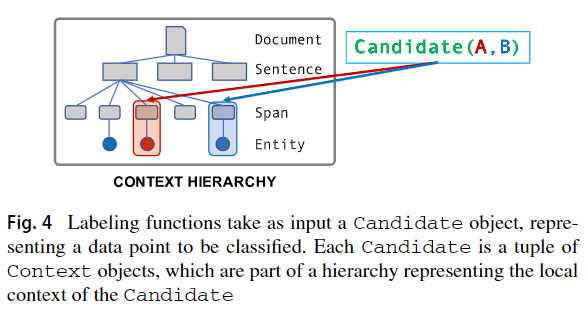 Document
Candidate(A,B)
Sentence
Span
Entity
CONTEXT HIERARCHY
Fig. 4 Labeling functions take as input a Candidate object, repre-
senting a data point to be classified. Each Candidate is a tuple of
Context objects, which are part of a hierarchy representing the local
context of the Candidate